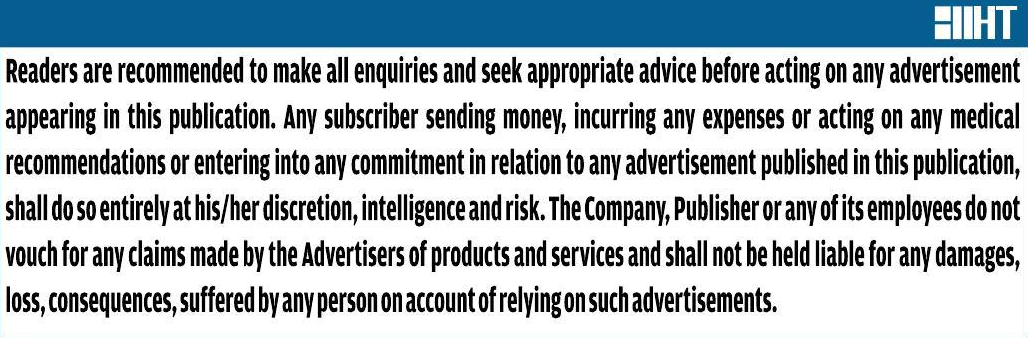 HT
Readers are recommended to make all enquiries and seek appropriate advice before acting on any advertisement
appearing in this publication. Any subscriber sending money, incurring any expenses or acting on any medical
recommendations or entering into any commitment in relation to any advertisement published in this publication,
shall do so entirely at his/her discretion, intelligence and risk. The Company, Publisher or any of its employees do not
vouch for any claims made by the Advertisers of products and services and shall not be held liable for any damages,
loss, consequences, suffered by any person on account of relying on such advertisements.